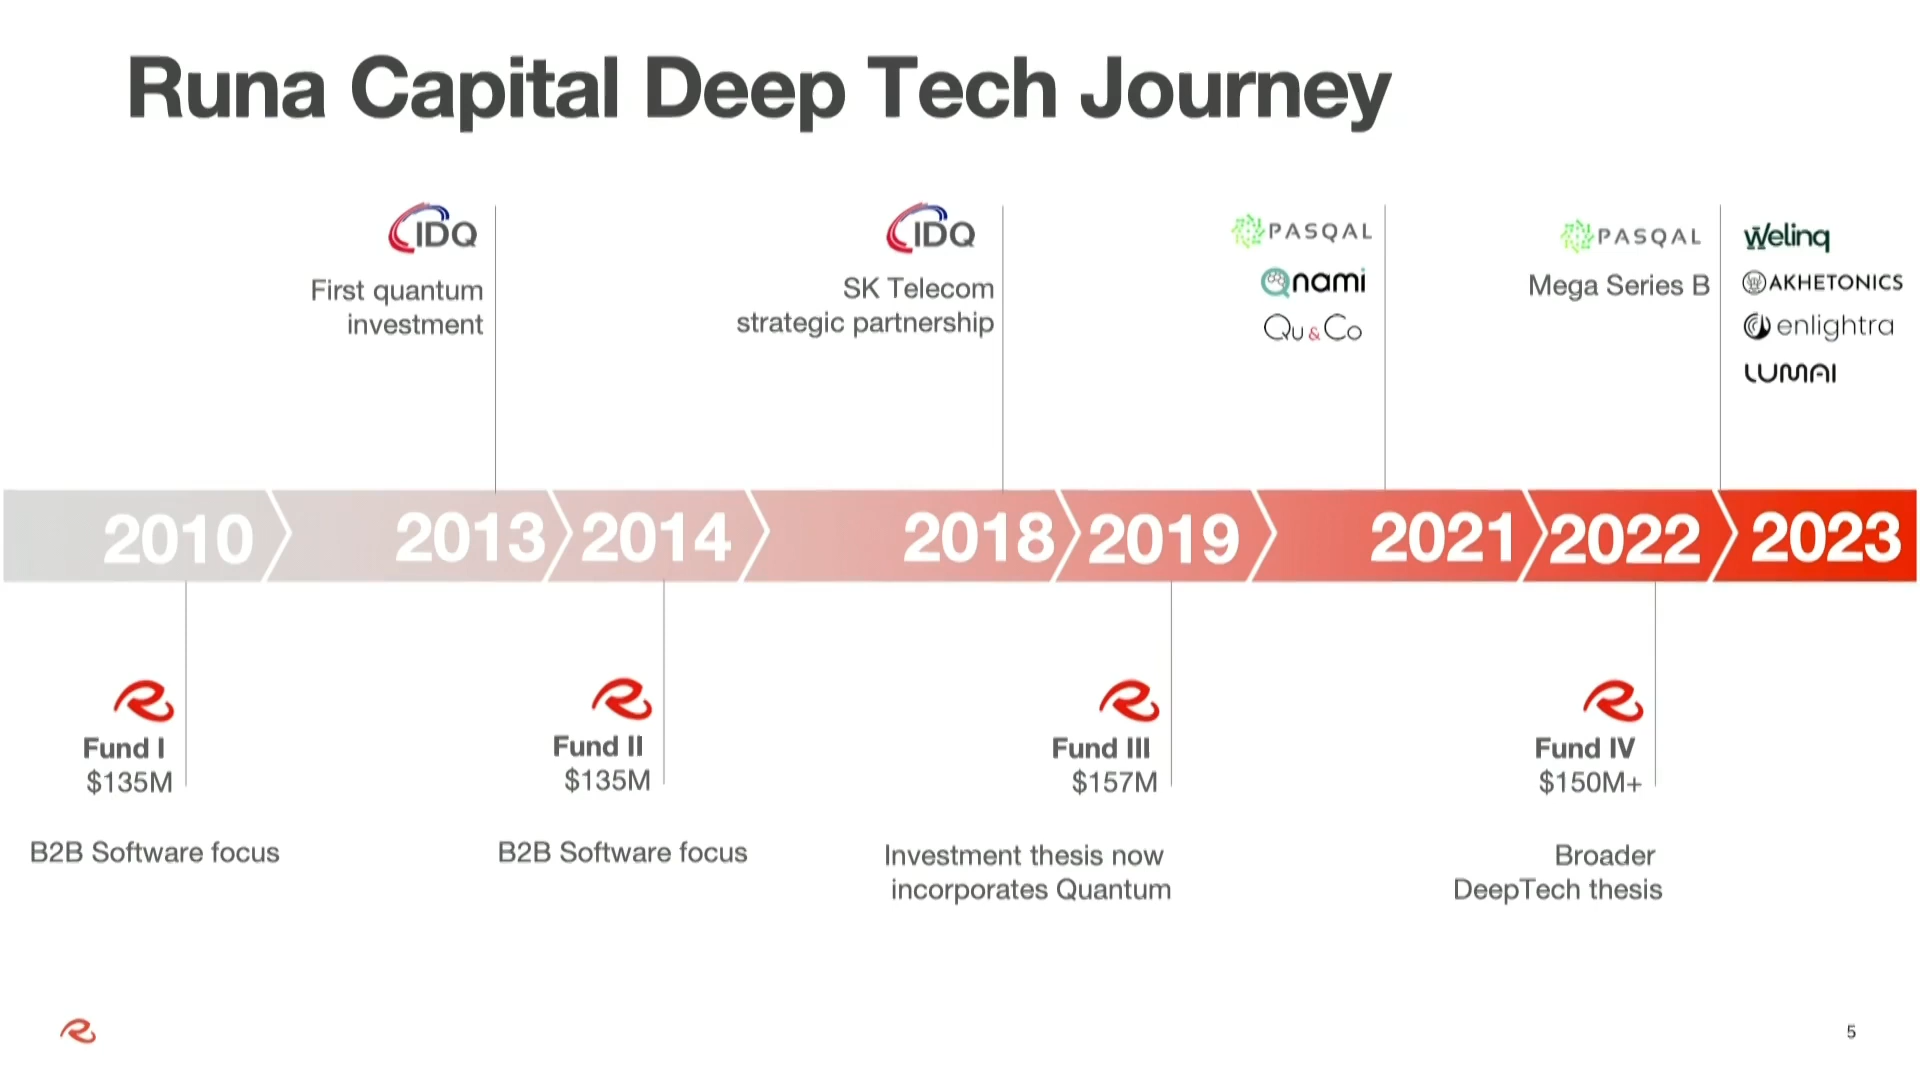 Runa Capital Deep Tech Journey
IDQ
First quantum
investment
IDQ
SK Telecom
strategic partnership
PASQAL
Qnami
Qu&Co
PASQAL
Mega Series B
Welinq
AKHETONICS
enlightra
LUMAI
2010
2013
2014
2018
2019
2021
2022
2023
Fund I
$135M
B2B Software focus
Fund II
$135M
B2B Software focus
Fund III
$157M
Investment thesis now
incorporates Quantum
Fund IV
$150M+
Broader
DeepTech thesis
5